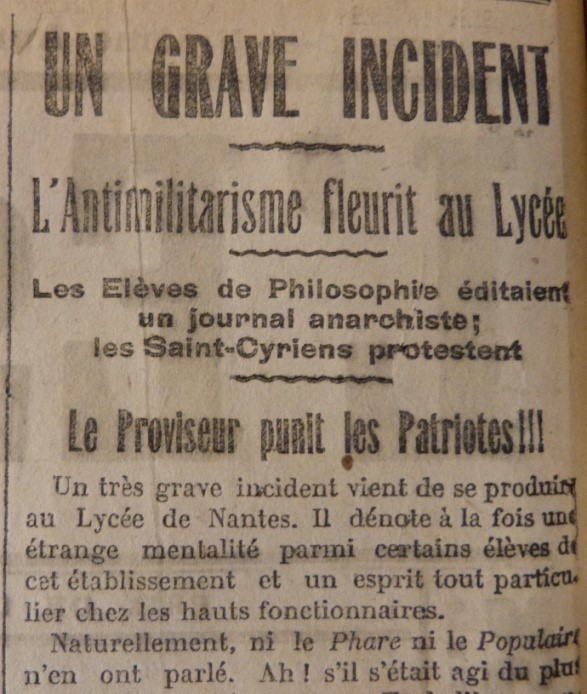 UN GRAVE INCIDENT
L'Antimilitarisme fleurit au Lycée
Les Elèves de Philosophie éditaient
un journal anarchiste;
les Saint-Cyriens protestent
Le Proviseur punit les Patriotes!!!
Un très grave incident vient de se produire
au Lycée de Nantes. Il dénote à la fois une
étrange mentalité parmi certains élèves de
cet établissement et un esprit tout particu-
lier chez les hauts fonctionnaires.
Naturellement, ni le Phare ni le Populaire
n'en ont parlé. Ah! s'il s'était agi du plus